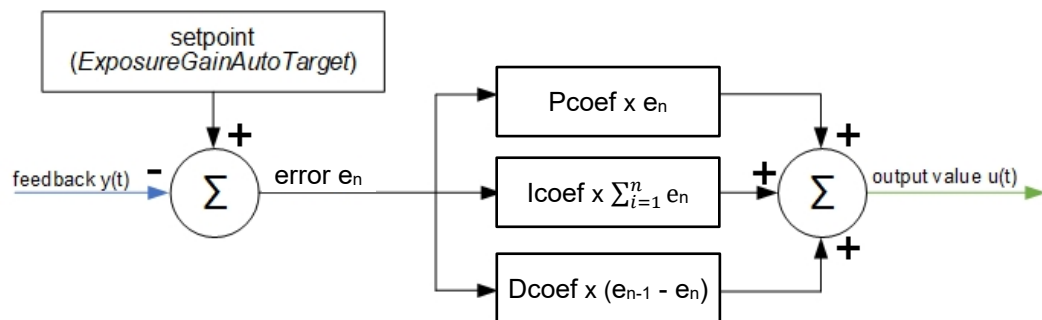 setpoint
(ExposureGainAutoTarget)
+
Pcoef x eₙ
+
-
feedback y(t)
Σ
error eₙ
Icoef x ∑ⁿᵢ₌₁ eₙ
+
Σ
output value u(t)
+
Dcoef x (eₙ₋₁ - eₙ)